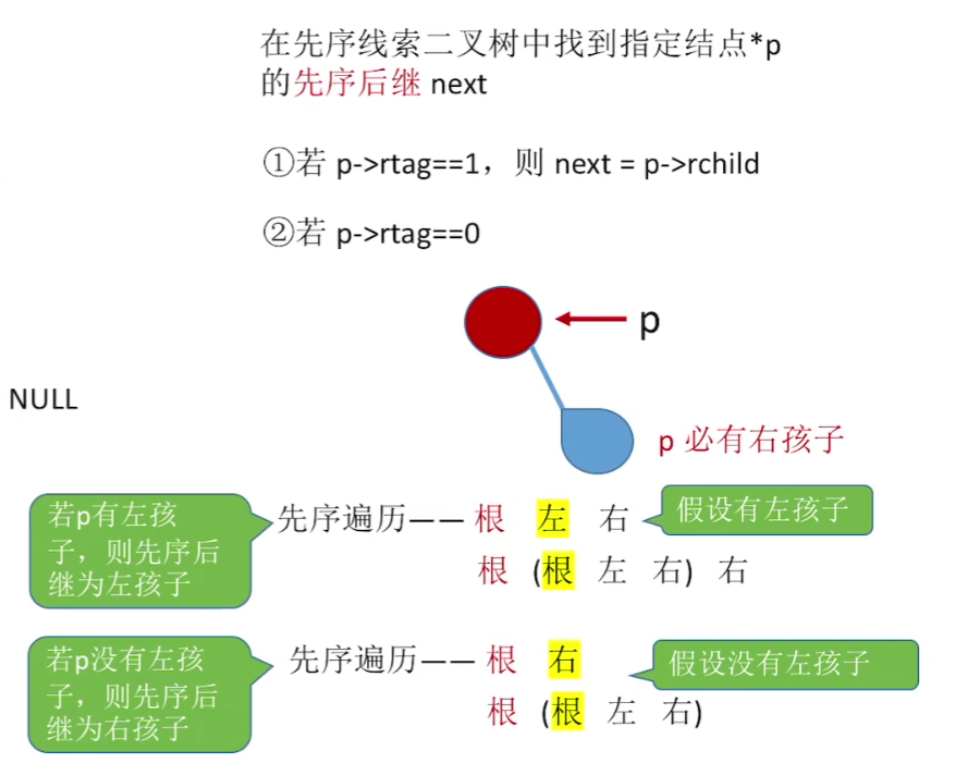 在先序线索二叉树中找到指定结点*p
的先序后继 next
①若 p->rtag==1，则 next = p->rchild
②若 p->rtag==0
p
NULL
p 必有右孩子
若p有左孩
子，则先序后
继为左孩子
先序遍历—— 根 左 右
假设有左孩子
根 (根 左 右) 右
若p没有左孩
子，则先序后
继为右孩子
先序遍历—— 根 右
假设没有左孩子
根 (根 左 右)